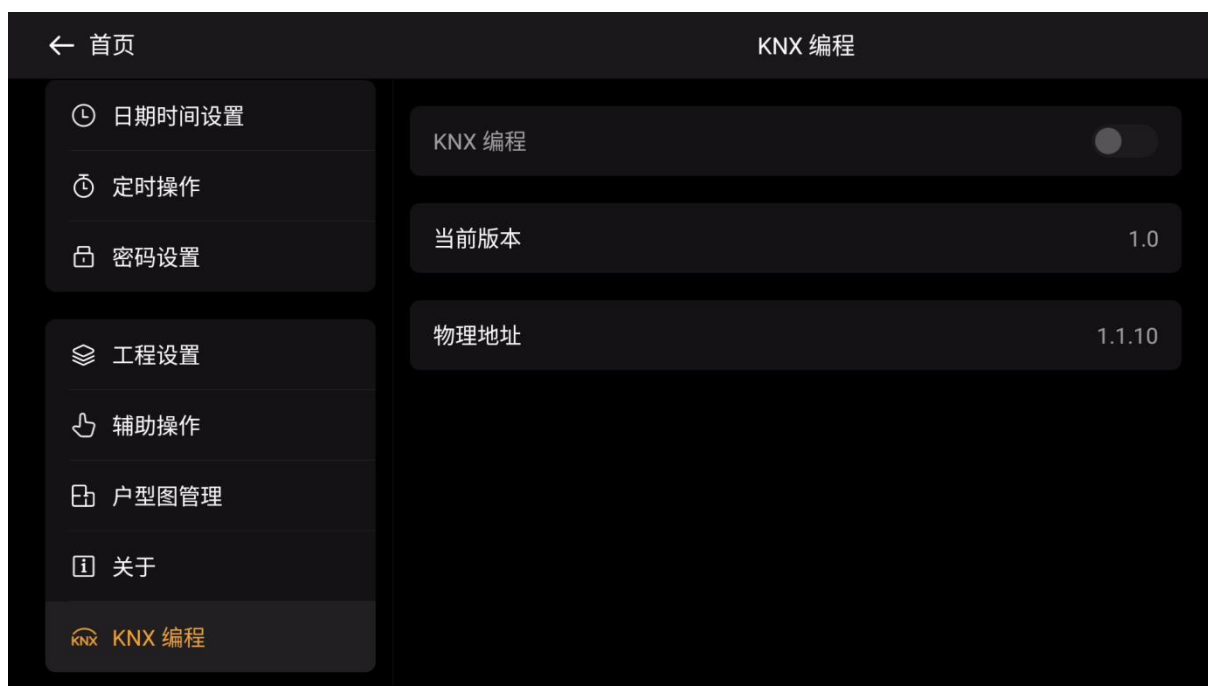 首页
KNX 编程
日期时间设置
定时操作
密码设置
工程设置
辅助操作
户型图管理
关于
KNX KNX 编程
KNX 编程
当前版本 1.0
物理地址 1.1.10